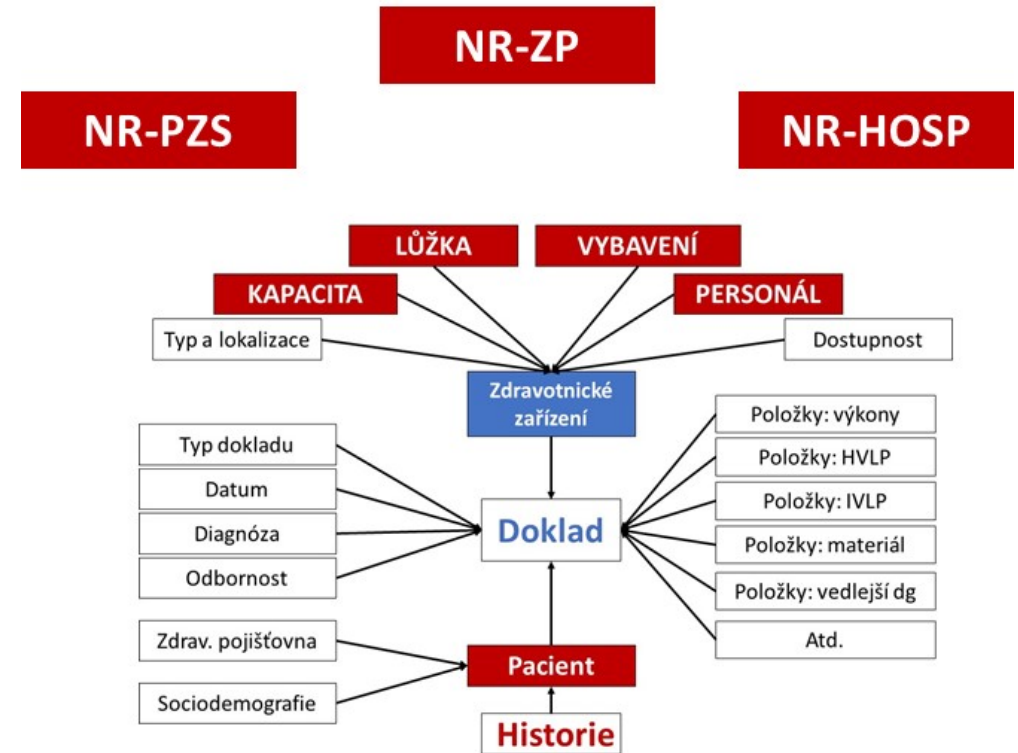 NR-ZP
NR-PZS
NR-HOSP
LŮŽKA
VYBAVENÍ
KAPACITA
PERSONÁL
Typ a lokalizace
Dostupnost
Zdravotnické
zařízení
Položky: výkony
Typ dokladu
Položky: HVLP
Datum
Položky: IVLP
Diagnóza
Doklad
Položky: materiál
Odbornost
Položky: vedlejší dg
Zdrav. pojišťovna
Atd.
Pacient
Sociodemografie
Historie